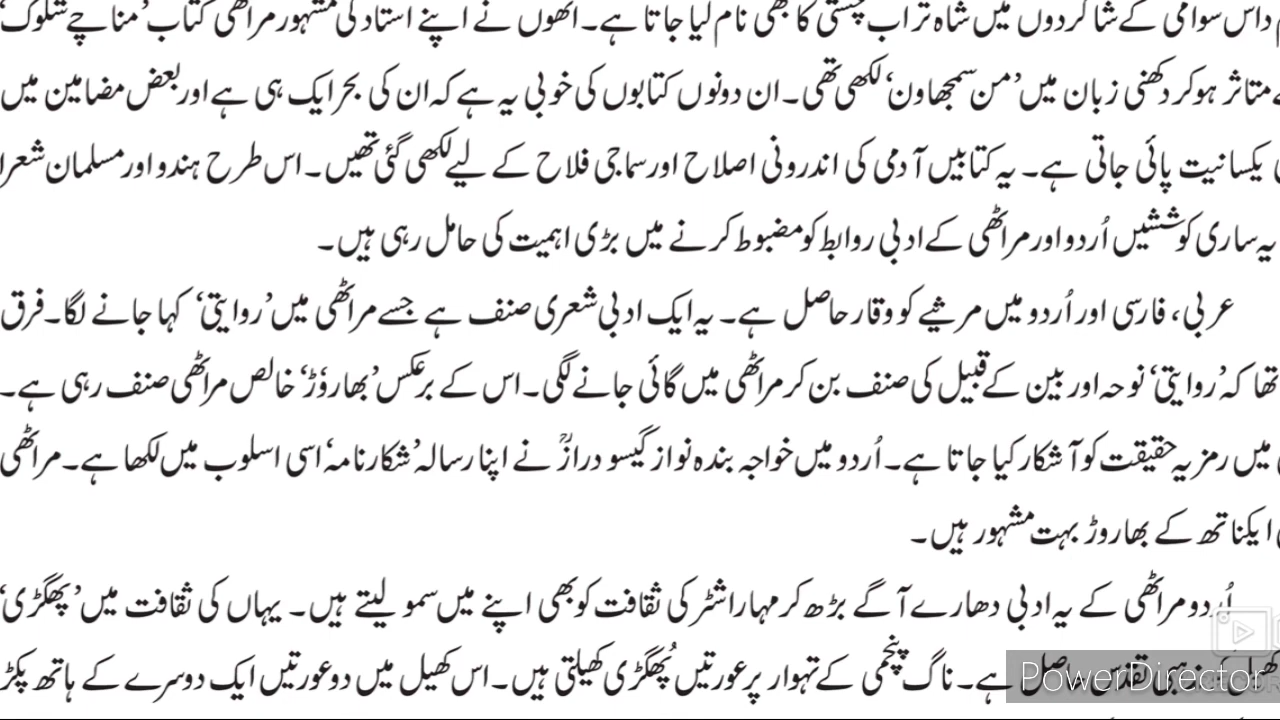 داس سوامی کے شاگردوں میں شاہ تراب چشتی کا بھی نام لیا جاتا ہے۔ انھوں نے اپنے استاد کی مشہور مراٹھی کتاب 'مناچے شلوک'
متاثر ہو کر دکھنی زبان میں 'من سمجھاون' لکھی تھی۔ ان دونوں کتابوں کی خوبی یہ ہے کہ ان کی بحر ایک ہی ہے اور بعض مضامین میں
یکسانیت پائی جاتی ہے۔ یہ کتابیں آدمی کی اندرونی اصلاح اور سماجی فلاح کے لیے لکھی گئی تھیں۔ اس طرح ہندو اور مسلمان شعرا
یہ ساری کوششیں اُردو اور مراٹھی کے ادبی روابط کو مضبوط کرنے میں بڑی اہمیت کی حامل رہی ہیں۔
عربی، فارسی اور اُردو میں مرثیے کو وقار حاصل ہے۔ یہ ایک ادبی شعری صنف ہے جسے مراٹھی میں 'روایتی' کہا جانے لگا۔ فرق
تھا کہ 'روایتی' نوحہ اور بین کے قبیل کی صنف بن کر مراٹھی میں گائی جانے لگی۔ اس کے برعکس 'بھاروٗڑ' خالص مراٹھی صنف رہی ہے۔
میں رمزیہ حقیقت کو آشکار کیا جاتا ہے۔ اُردو میں خواجہ بندہ نواز گیسو درازؒ نے اپنا رسالہ 'شکار نامہ' اسی اسلوب میں لکھا ہے۔ مراٹھی
ایکناتھ کے بھاروڑ بہت مشہور ہیں۔
اُردو مراٹھی کے یہ ادبی دھارے آگے بڑھ کر مہاراشٹر کی ثقافت کو بھی اپنے میں سمو لیتے ہیں۔ یہاں کی ثقافت میں 'پھگڑی'
حاصل ہے۔ ناگ پنچمی کے تہوار پر عورتیں پُھگڑی کھیلتی ہیں۔ اس کھیل میں دو عورتیں ایک دوسرے کے ہاتھ پکڑ
PowerDirector